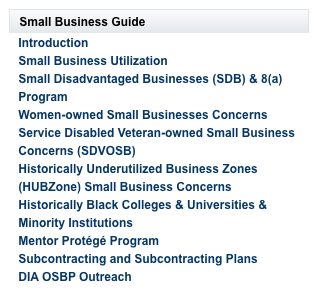 Small Business Guide
Introduction
Small Business Utilization
Small Disadvantaged Businesses (SDB) & 8(a)
Program
Women-owned Small Businesses Concerns
Service Disabled Veteran-owned Small Business
Concerns (SDVOSB)
Historically Underutilized Business Zones
(HUBZone) Small Business Concerns
Historically Black Colleges & Universities &
Minority Institutions
Mentor Protégé Program
Subcontracting and Subcontracting Plans
DIA OSBP Outreach